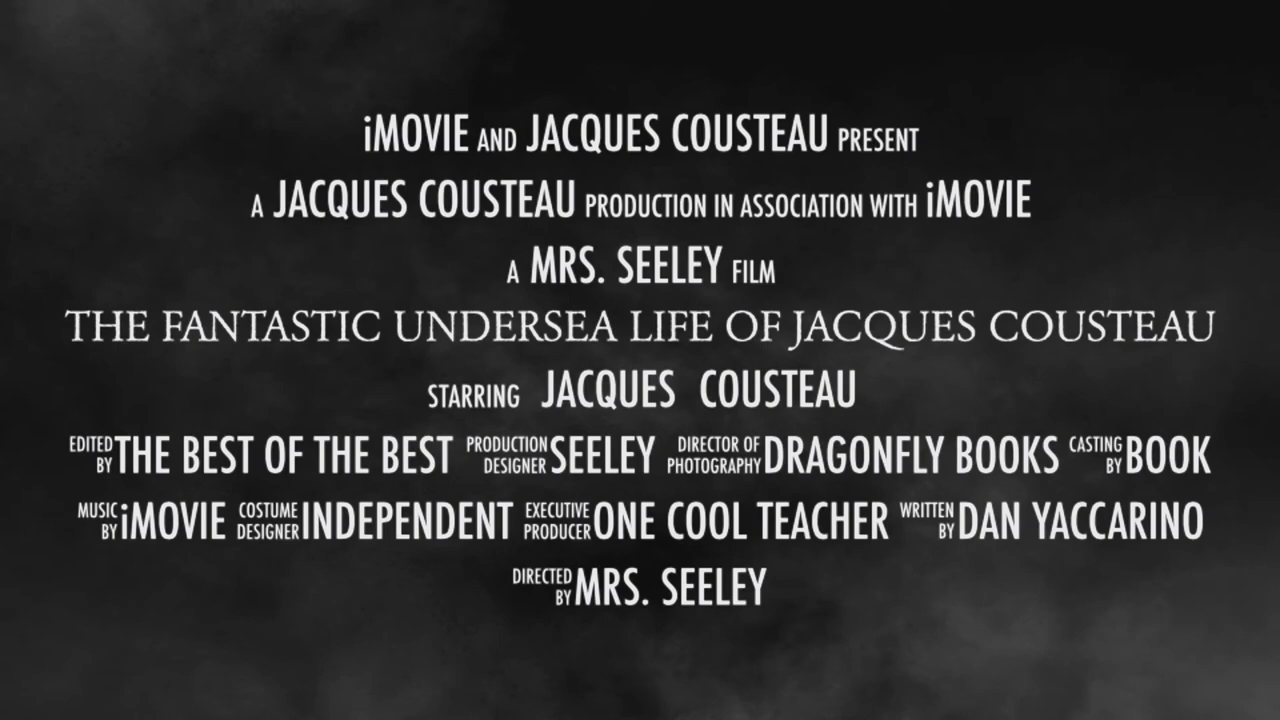 iMOVIE AND JACQUES COUSTEAU PRESENT
A JACQUES COUSTEAU PRODUCTION IN ASSOCIATION WITH iMOVIE
A MRS. SEELEY FILM
THE FANTASTIC UNDERSEA LIFE OF JACQUES COUSTEAU
STARRING JACQUES COUSTEAU
EDITED BY THE BEST OF THE BEST PRODUCTION DESIGNER SEELEY DIRECTOR OF PHOTOGRAPHY DRAGONFLY BOOKS CASTING BY BOOK
MUSIC BY iMOVIE COSTUME DESIGNER INDEPENDENT EXECUTIVE PRODUCER ONE COOL TEACHER WRITTEN BY DAN YACCARINO
DIRECTED BY MRS. SEELEY